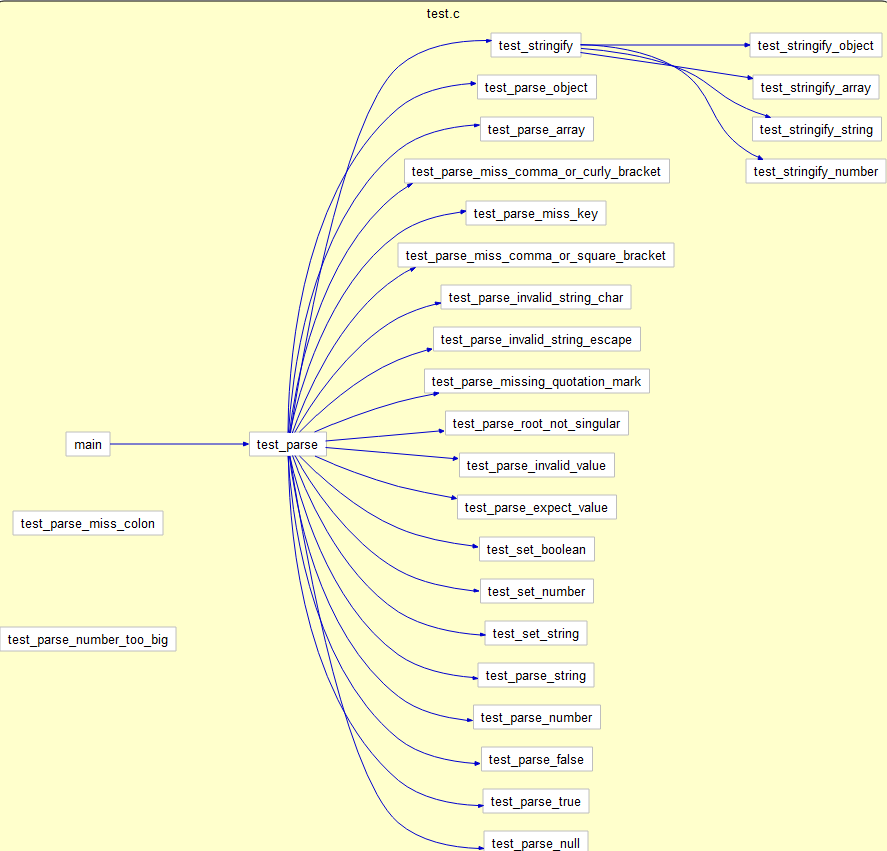 test.c
test_stringify
test_stringify_object
test_parse_object
test_stringify_array
test_parse_array
test_stringify_string
test_parse_miss_comma_or_curly_bracket
test_stringify_number
test_parse_miss_key
test_parse_miss_comma_or_square_bracket
test_parse_invalid_string_char
test_parse_invalid_string_escape
test_parse_missing_quotation_mark
test_parse_root_not_singular
main
test_parse
test_parse_invalid_value
test_parse_expect_value
test_parse_miss_colon
test_set_boolean
test_set_number
test_set_string
test_parse_number_too_big
test_parse_string
test_parse_number
test_parse_false
test_parse_true
test_parse_null